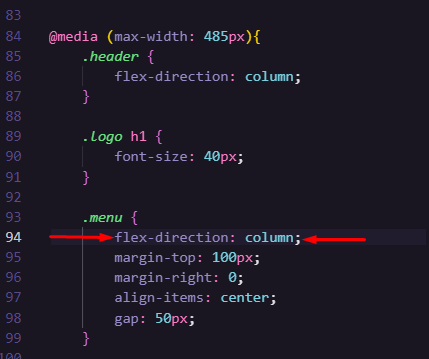 83
84 @media (max-width: 485px){
85 .header {
86 flex-direction: column;
87 }
88
89 .logo h1 {
90 font-size: 40px;
91 }
92
93 .menu {
94 flex-direction: column;
95 margin-top: 100px;
96 margin-right: 0;
97 align-items: center;
98 gap: 50px;
99 }
100